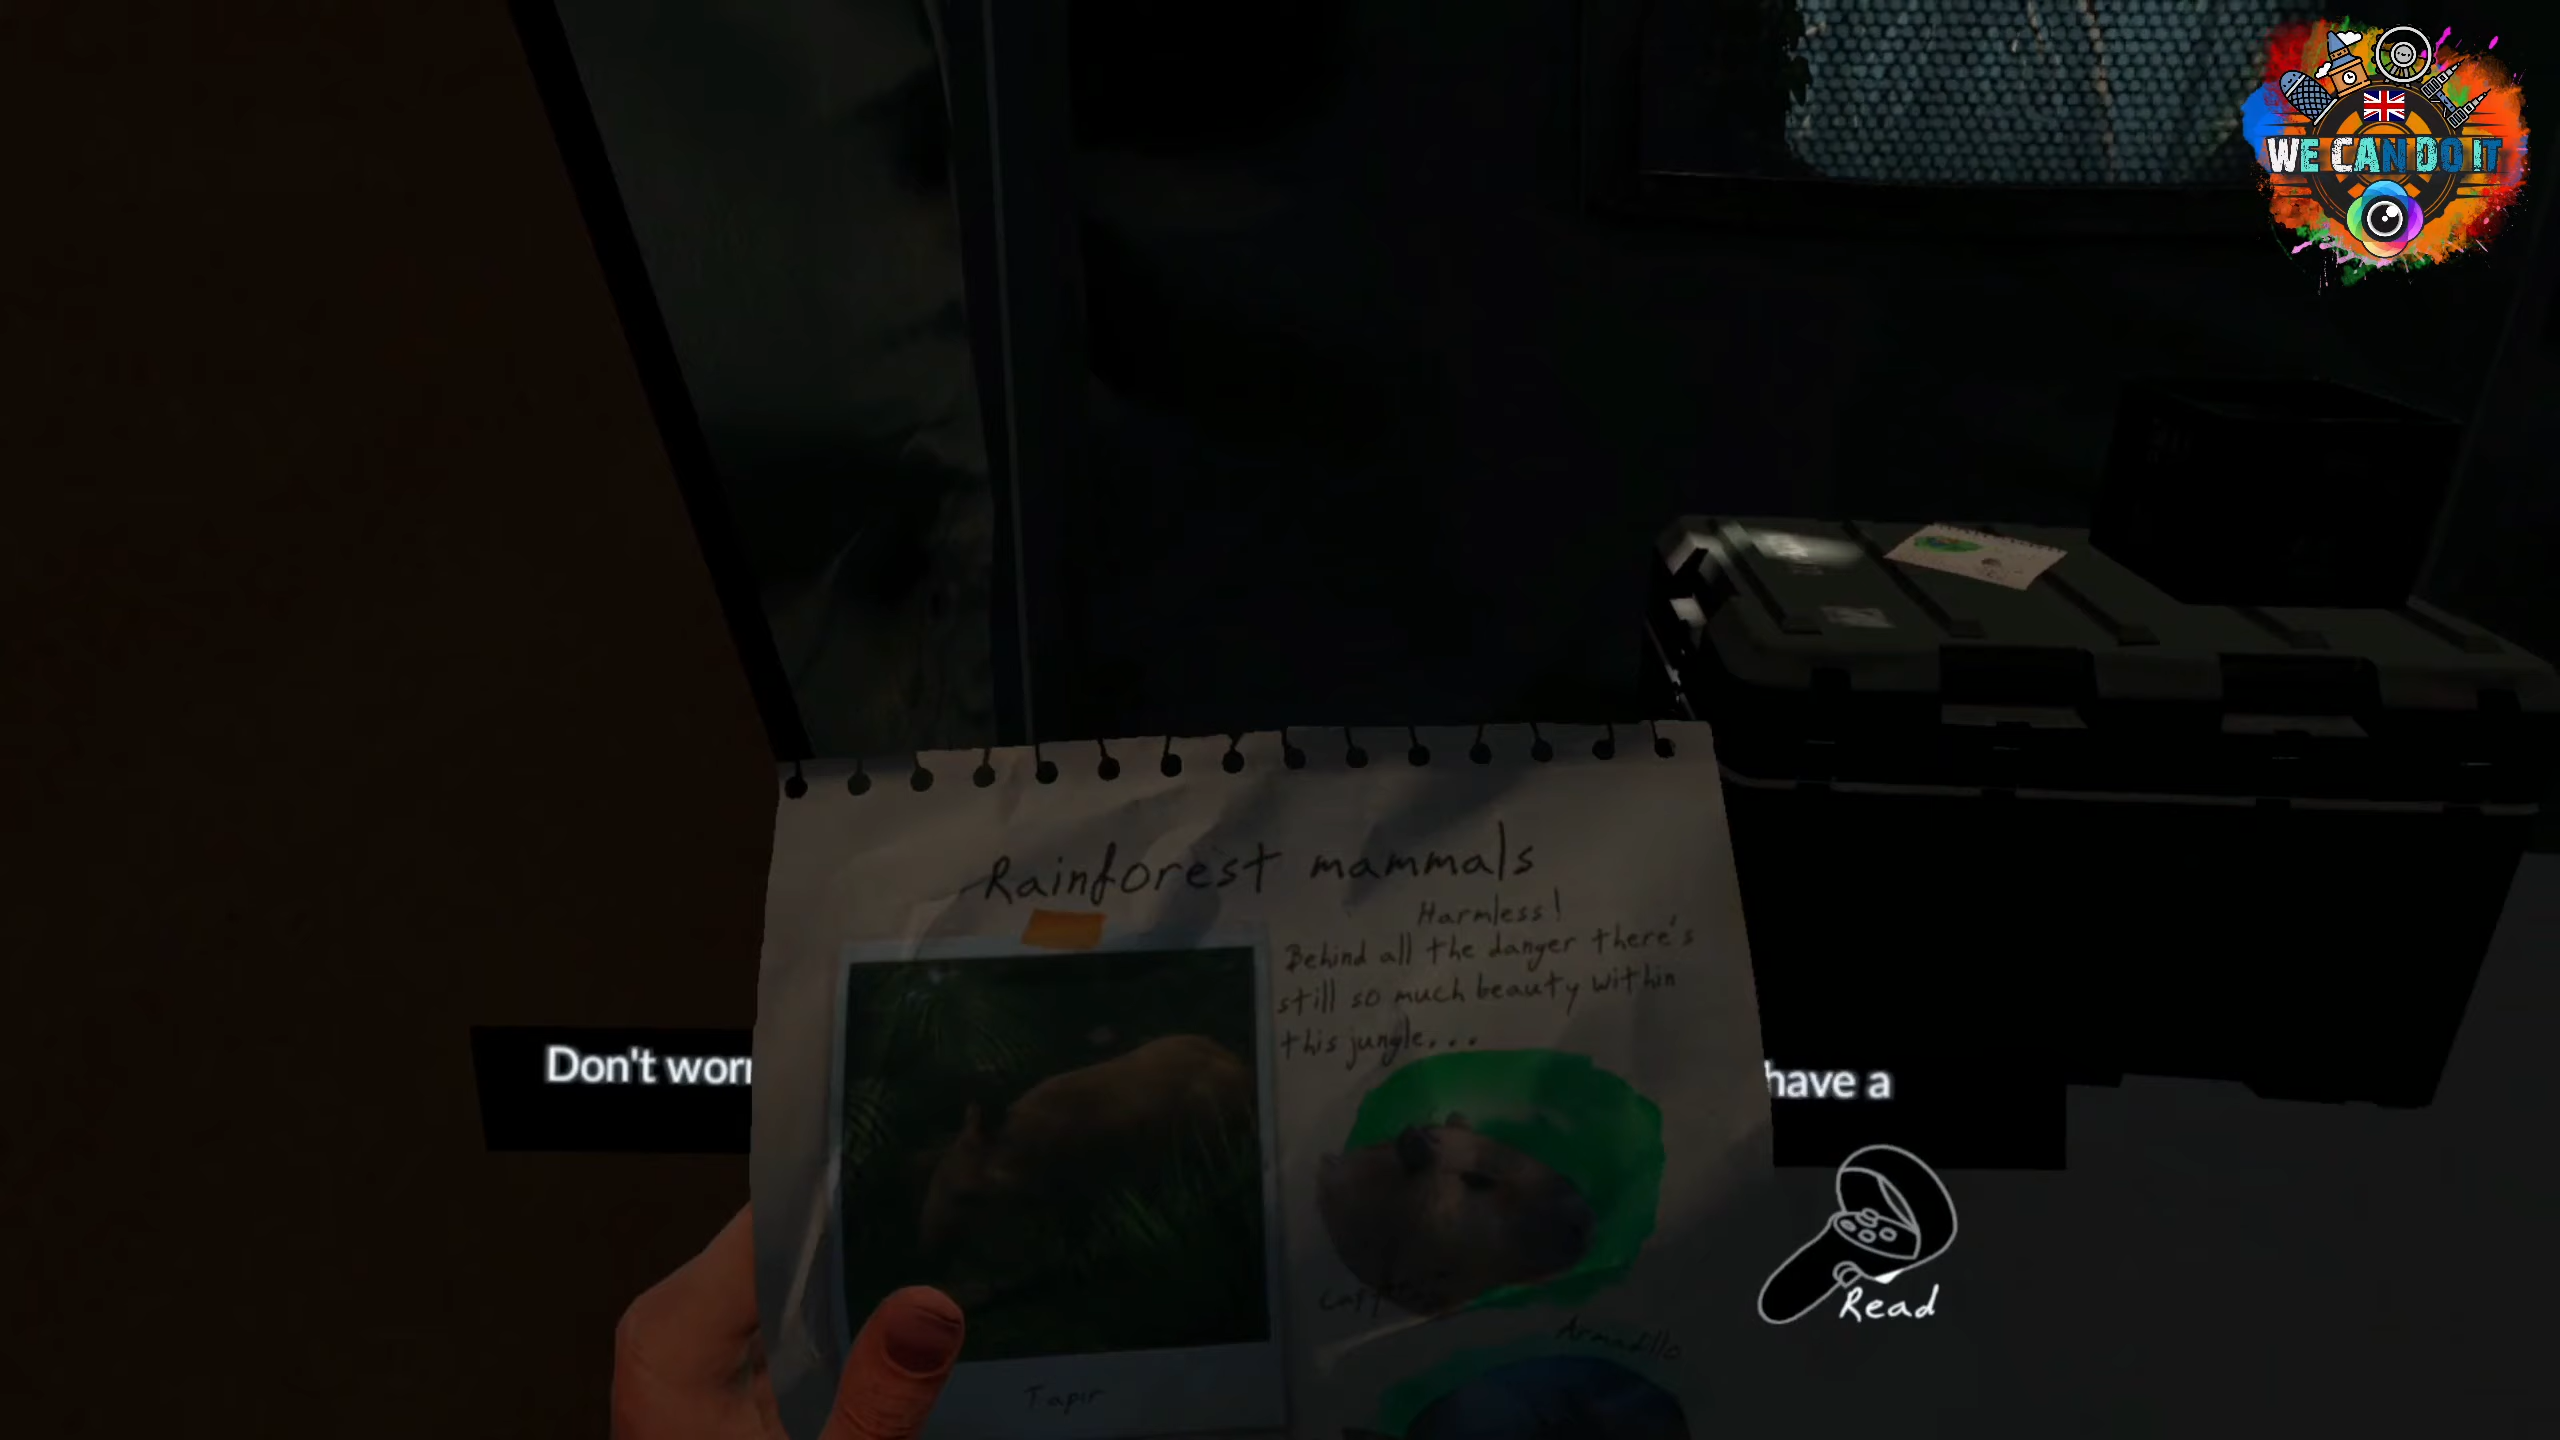 WE CAN DO IT
Rainforest mammals
Harmless!
Behind all the danger there's
still so much beauty within
this jungle...
Armadillo
Tapir
Don't wor
have a
Read